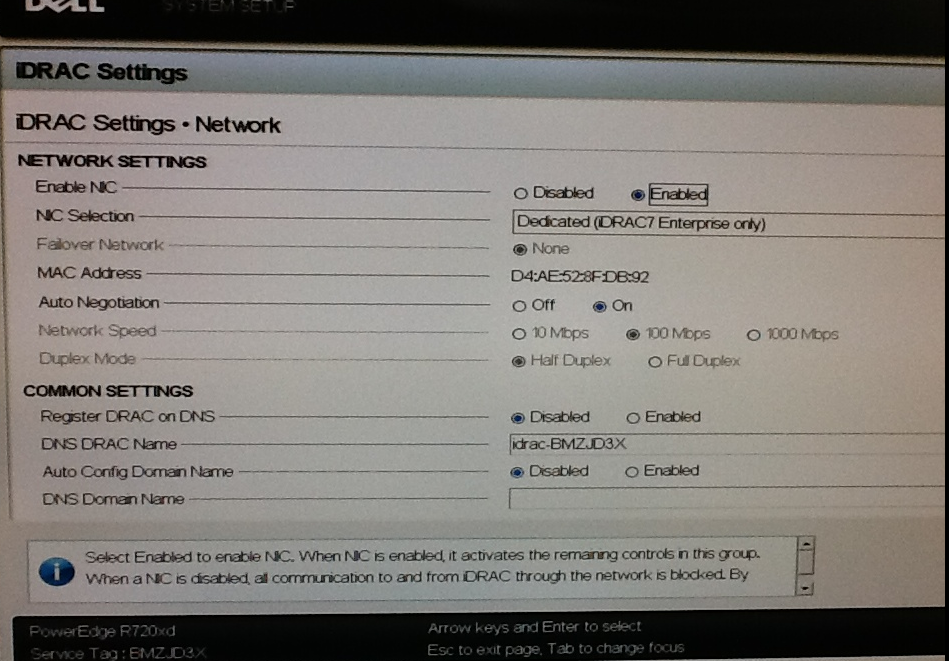 DELL SYSTEM SETUP
iDRAC Settings
iDRAC Settings • Network
NETWORK SETTINGS
Enable NIC Disabled Enabled
NIC Selection Dedicated (iDRAC7 Enterprise only)
Failover Network None
MAC Address D4:AE:52:8F:DB:92
Auto Negotiation Off On
Network Speed 10 Mbps 100 Mbps 1000 Mbps
Duplex Mode Half Duplex Full Duplex
COMMON SETTINGS
Register DRAC on DNS Disabled Enabled
DNS DRAC Name idrac-BMZJD3X
Auto Config Domain Name Disabled Enabled
DNS Domain Name
Select Enabled to enable NIC. When NIC is enabled, it activates the remaining controls in this group.
When a NIC is disabled, all communication to and from iDRAC through the network is blocked. By
PowerEdge R720xd Arrow keys and Enter to select
Service Tag : BMZJD3X Esc to exit page, Tab to change focus